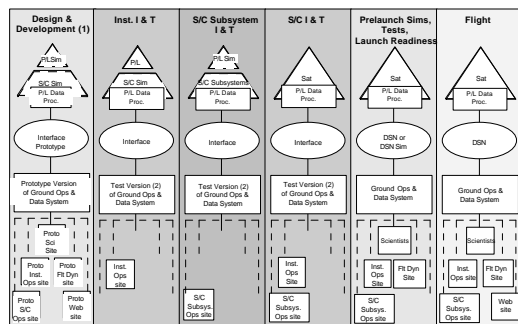 Design &
Development (1)
P/L Sim
S/C Sim
P/L Data
Proc.
Interface
Prototype
Prototype Version
of Ground Ops &
Data System
Proto
Sci
Site
Proto
Inst.
Ops site
Proto
Flt Dyn
site
Proto
S/C
Ops site
Proto
Web site
Inst. I & T
P/L
S/C Sim
P/L Data
Proc.
Interface
Test Version (2)
of Ground Ops &
Data System
Inst.
Ops site
S/C Subsystem
I & T
P/L Sim
S/C Subsystems
P/L Data
Proc.
Interface
Test Version (2)
of Ground Ops &
Data System
S/C
Subsys.
Ops site
S/C I & T
Sat
P/L Data
Proc.
Interface
Test Version (2)
of Ground Ops &
Data System
Inst.
Ops
Site
S/C
Subsys.
Ops site
Prelaunch Sims,
Tests,
Launch Readiness
Sat
P/L Data
Proc.
DSN or
DSN Sim
Ground Ops &
Data System
Scientists
Inst.
Ops
Site
Flt Dyn
Site
S/C
Subsys.
Ops site
Flight
Sat
P/L Data
Proc.
DSN
Ground Ops &
Data System
Scientists
Inst.
Ops site
Flt Dyn
Site
S/C
Subsys.
Ops site
Web
site